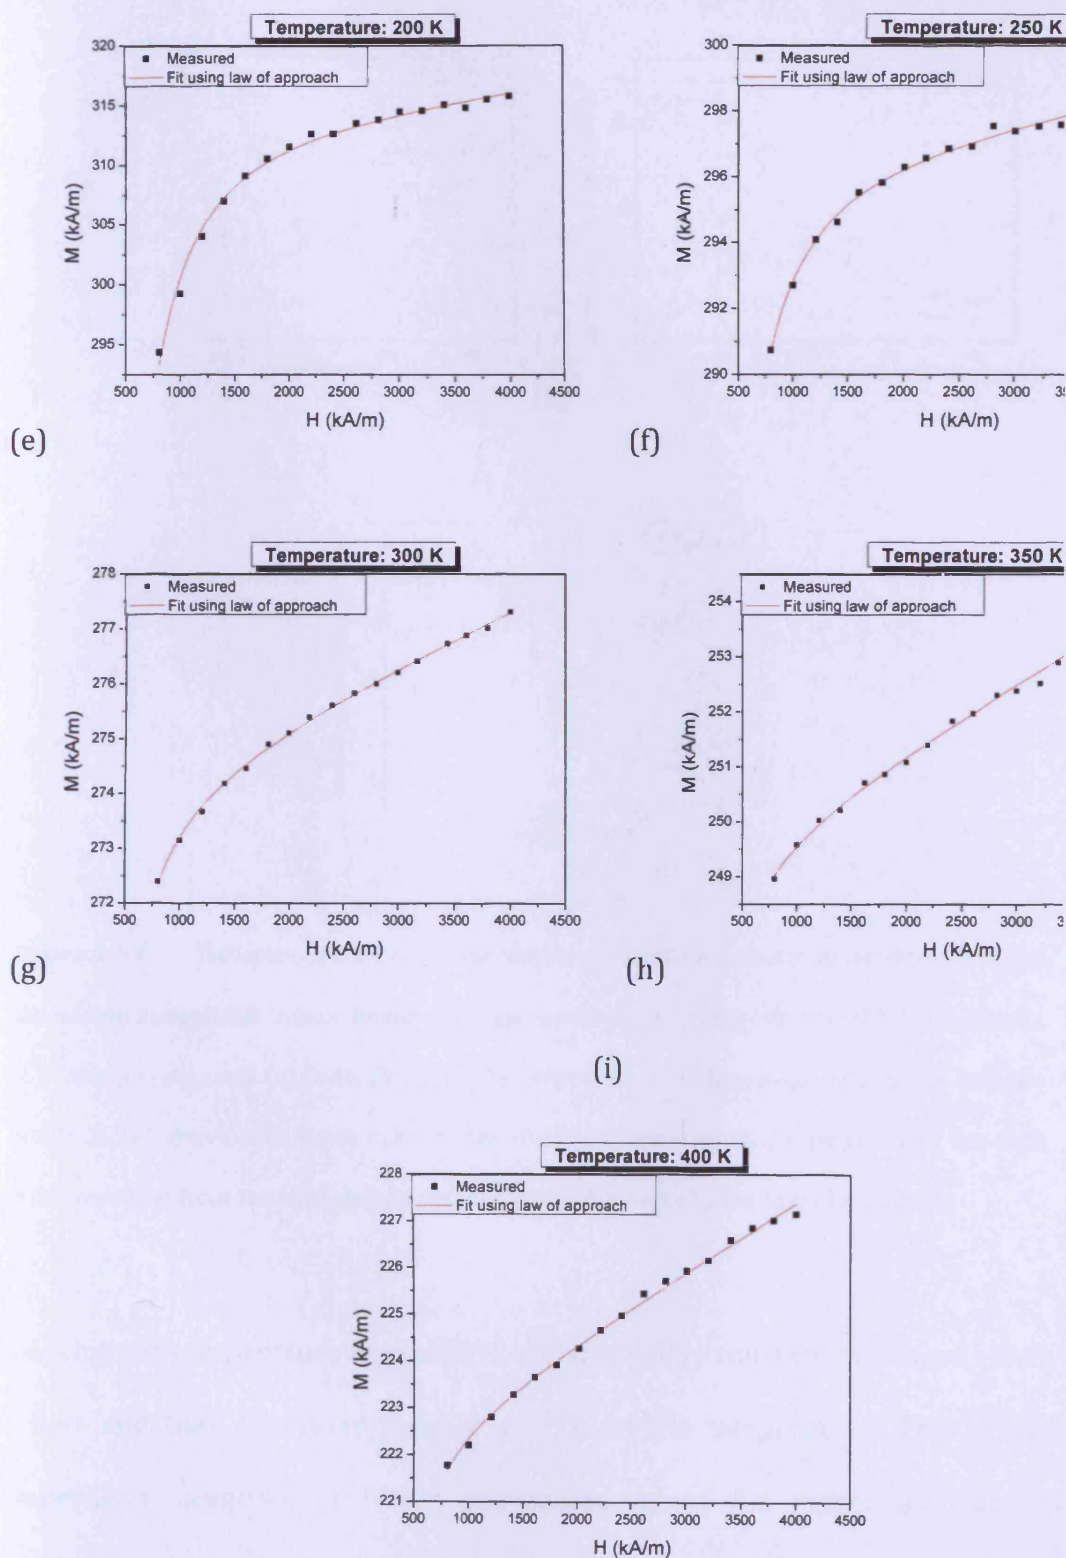 Temperature: 200 K
Measured
Fit using law of approach
320
315
310
305
300
295
M (kA/m)
500 1000 1500 2000 2500 3000 3500 4000 4500
H (kA/m)
(e)
Temperature: 250 K
Measured
Fit using law of approach
300
298
296
294
292
290
M (kA/m)
500 1000 1500 2000 2500 3000
H (kA/m)
(f)
Temperature: 300 K
Measured
Fit using law of approach
278
277
276
275
274
273
272
M (kA/m)
500 1000 1500 2000 2500 3000 3500 4000 4500
H (kA/m)
(g)
Temperature: 350 K
Measured
Fit using law of approach
254
253
252
251
250
249
M (kA/m)
500 1000 1500 2000 2500 3000
H (kA/m)
(h)
(i)
Temperature: 400 K
Measured
Fit using law of approach
228
227
226
225
224
223
222
221
M (kA/m)
500 1000 1500 2000 2500 3000 3500 4000 4500
H (kA/m)